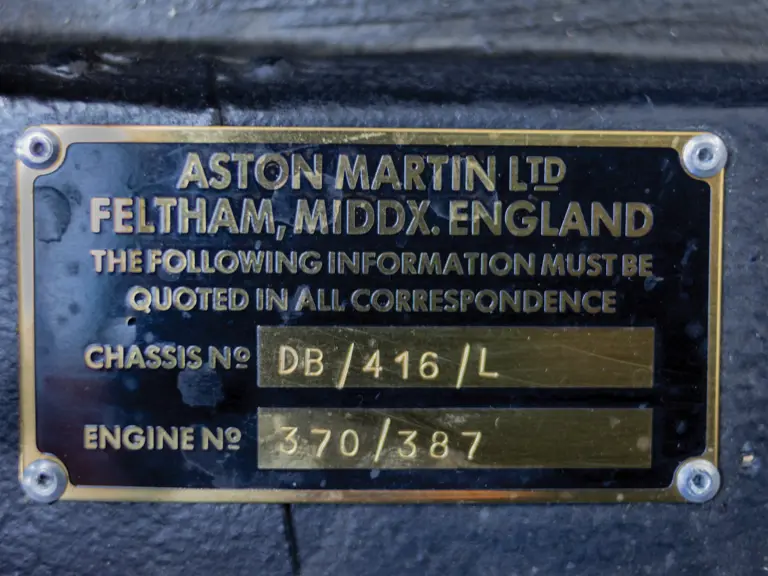 ASTON MARTIN LTD
FELTHAM, MIDDX. ENGLAND
THE FOLLOWING INFORMATION MUST BE
QUOTED IN ALL CORRESPONDENCE
CHASSIS Nº DB/416/L
ENGINE Nº 370/387